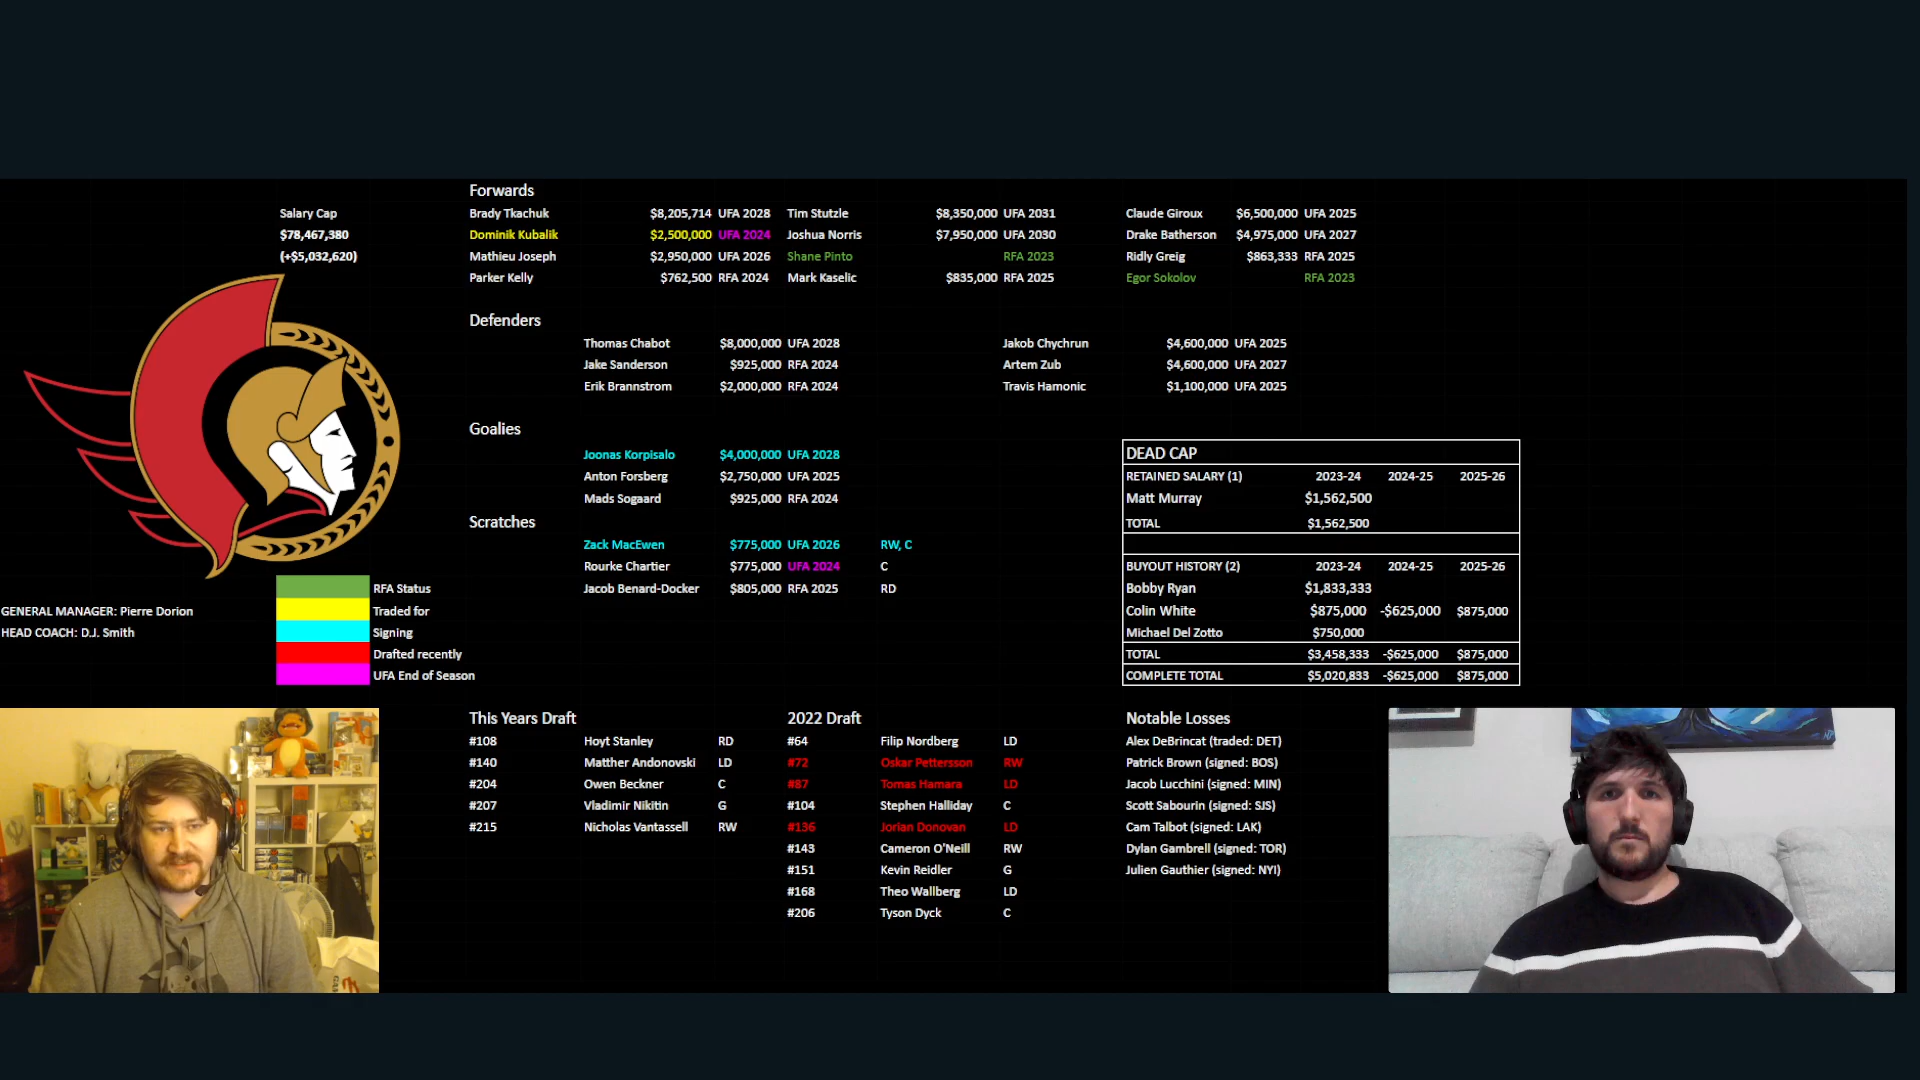 Forwards
Salary Cap Brady Tkachuk $8,205,714 UFA 2028 Tim Stutzle $8,350,000 UFA 2031 Claude Giroux $6,500,000 UFA 2025
$78,467,380 Dominik Kubalik $2,500,000 UFA 2024 Joshua Norris $7,950,000 UFA 2030 Drake Batherson $4,975,000 UFA 2027
(+$5,032,620) Mathieu Joseph $2,950,000 UFA 2026 Shane Pinto RFA 2023 Ridly Greig $863,333 RFA 2025
Parker Kelly $762,500 RFA 2024 Mark Kaselic $835,000 RFA 2025 Egor Sokolov RFA 2023
Defenders
Thomas Chabot $8,000,000 UFA 2028 Jakob Chychrun $4,600,000 UFA 2025
Jake Sanderson $925,000 RFA 2024 Artem Zub $4,600,000 UFA 2027
Erik Brannstrom $2,000,000 RFA 2024 Travis Hamonic $1,100,000 UFA 2025
Goalies
Joonas Korpisalo $4,000,000 UFA 2028
Anton Forsberg $2,750,000 UFA 2025
Mads Sogaard $925,000 RFA 2024
Scratches
Zack MacEwen $775,000 UFA 2026 RW, C
Rourke Chartier $775,000 UFA 2024 C
Jacob Benard-Docker $805,000 RFA 2025 RD
DEAD CAP
RETAINED SALARY (1) 2023-24 2024-25 2025-26
Matt Murray $1,562,500
TOTAL $1,562,500
BUYOUT HISTORY (2) 2023-24 2024-25 2025-26
Bobby Ryan $1,833,333
Colin White $875,000 -$625,000 $875,000
Michael Del Zotto $750,000
TOTAL $3,458,333 -$625,000 $875,000
COMPLETE TOTAL $5,020,833 -$625,000 $875,000
GENERAL MANAGER: Pierre Dorion
HEAD COACH: D.J. Smith
RFA Status
Traded for
Signing
Drafted recently
UFA End of Season
This Years Draft
#108 Hoyt Stanley RD
#140 Matther Andonovski LD
#204 Owen Beckner C
#207 Vladimir Nikitin G
#215 Nicholas Vantassell RW
2022 Draft
#64 Filip Nordberg LD
#72 Oskar Pettersson RW
#87 Tomas Hamara LD
#104 Stephen Halliday C
#136 Jorian Donovan LD
#143 Cameron O'Neill RW
#151 Kevin Reidler G
#168 Theo Wallberg LD
#206 Tyson Dyck C
Notable Losses
Alex DeBrincat (traded: DET)
Patrick Brown (signed: BOS)
Jacob Lucchini (signed: MIN)
Scott Sabourin (signed: SJS)
Cam Talbot (signed: LAK)
Dylan Gambrell (signed: TOR)
Julien Gauthier (signed: NYI)